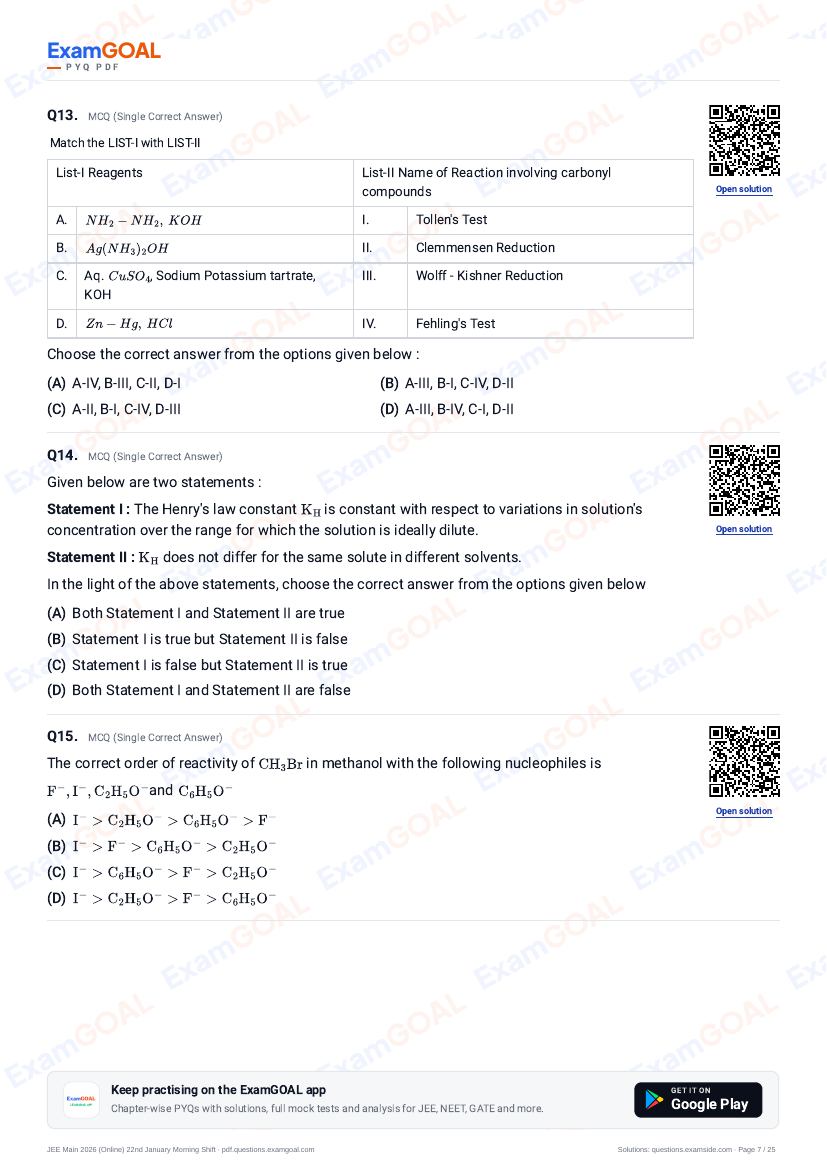 ExamGOAL
PYQ PDF
Q13. MCQ (Single Correct Answer)
Open solution
Match the LIST-I with LIST-II
List-I Reagents List-II Name of Reaction involving carbonyl compounds
A. NH₂ − NH₂, KOH I. Tollen's Test
B. Ag(NH₃)₂OH II. Clemmensen Reduction
C. Aq. CuSO₄, Sodium Potassium tartrate, KOH III. Wolff - Kishner Reduction
D. Zn − Hg, HCl IV. Fehling's Test
Choose the correct answer from the options given below :
(A) A-IV, B-III, C-II, D-I (B) A-III, B-I, C-IV, D-II
(C) A-II, B-I, C-IV, D-III (D) A-III, B-IV, C-I, D-II
Q14. MCQ (Single Correct Answer)
Open solution
Given below are two statements :
Statement I : The Henry's law constant K_H is constant with respect to variations in solution's
concentration over the range for which the solution is ideally dilute.
Statement II : K_H does not differ for the same solute in different solvents.
In the light of the above statements, choose the correct answer from the options given below
(A) Both Statement I and Statement II are true
(B) Statement I is true but Statement II is false
(C) Statement I is false but Statement II is true
(D) Both Statement I and Statement II are false
Q15. MCQ (Single Correct Answer)
Open solution
The correct order of reactivity of CH₃Br in methanol with the following nucleophiles is
F⁻, I⁻, C₂H₅O⁻and C₆H₅O⁻
(A) I⁻ > C₂H₅O⁻ > C₆H₅O⁻ > F⁻
(B) I⁻ > F⁻ > C₆H₅O⁻ > C₂H₅O⁻
(C) I⁻ > C₆H₅O⁻ > F⁻ > C₂H₅O⁻
(D) I⁻ > C₂H₅O⁻ > F⁻ > C₆H₅O⁻
Keep practising on the ExamGOAL app
Chapter-wise PYQs with solutions, full mock tests and analysis for JEE, NEET, GATE and more.
GET IT ON
Google Play
JEE Main 2026 (Online) 22nd January Morning Shift · pdf.questions.examgoal.com Solutions: questions.examside.com · Page 7 / 25